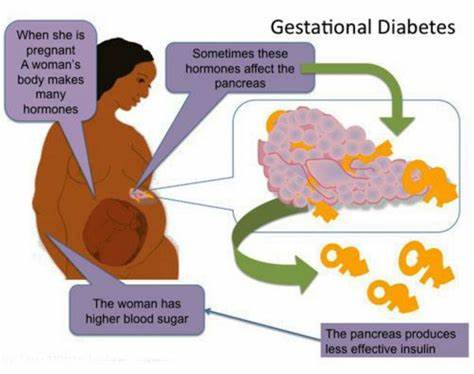 Gestational Diabetes
When she is
pregnant
A woman's
body makes
many
hormones
Sometimes these
hormones affect the
pancreas
The woman has
higher blood sugar
The pancreas produces
less effective insulin